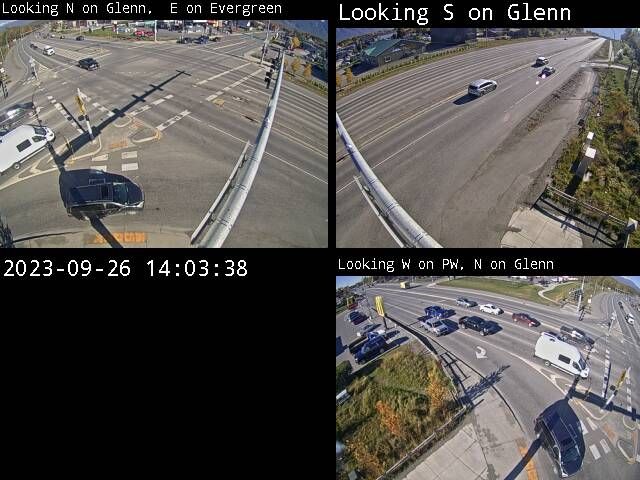 Looking N on Glenn, E on Evergreen
Looking S on Glenn
2023-09-26 14:03:38
Looking W on PW, N on Glenn